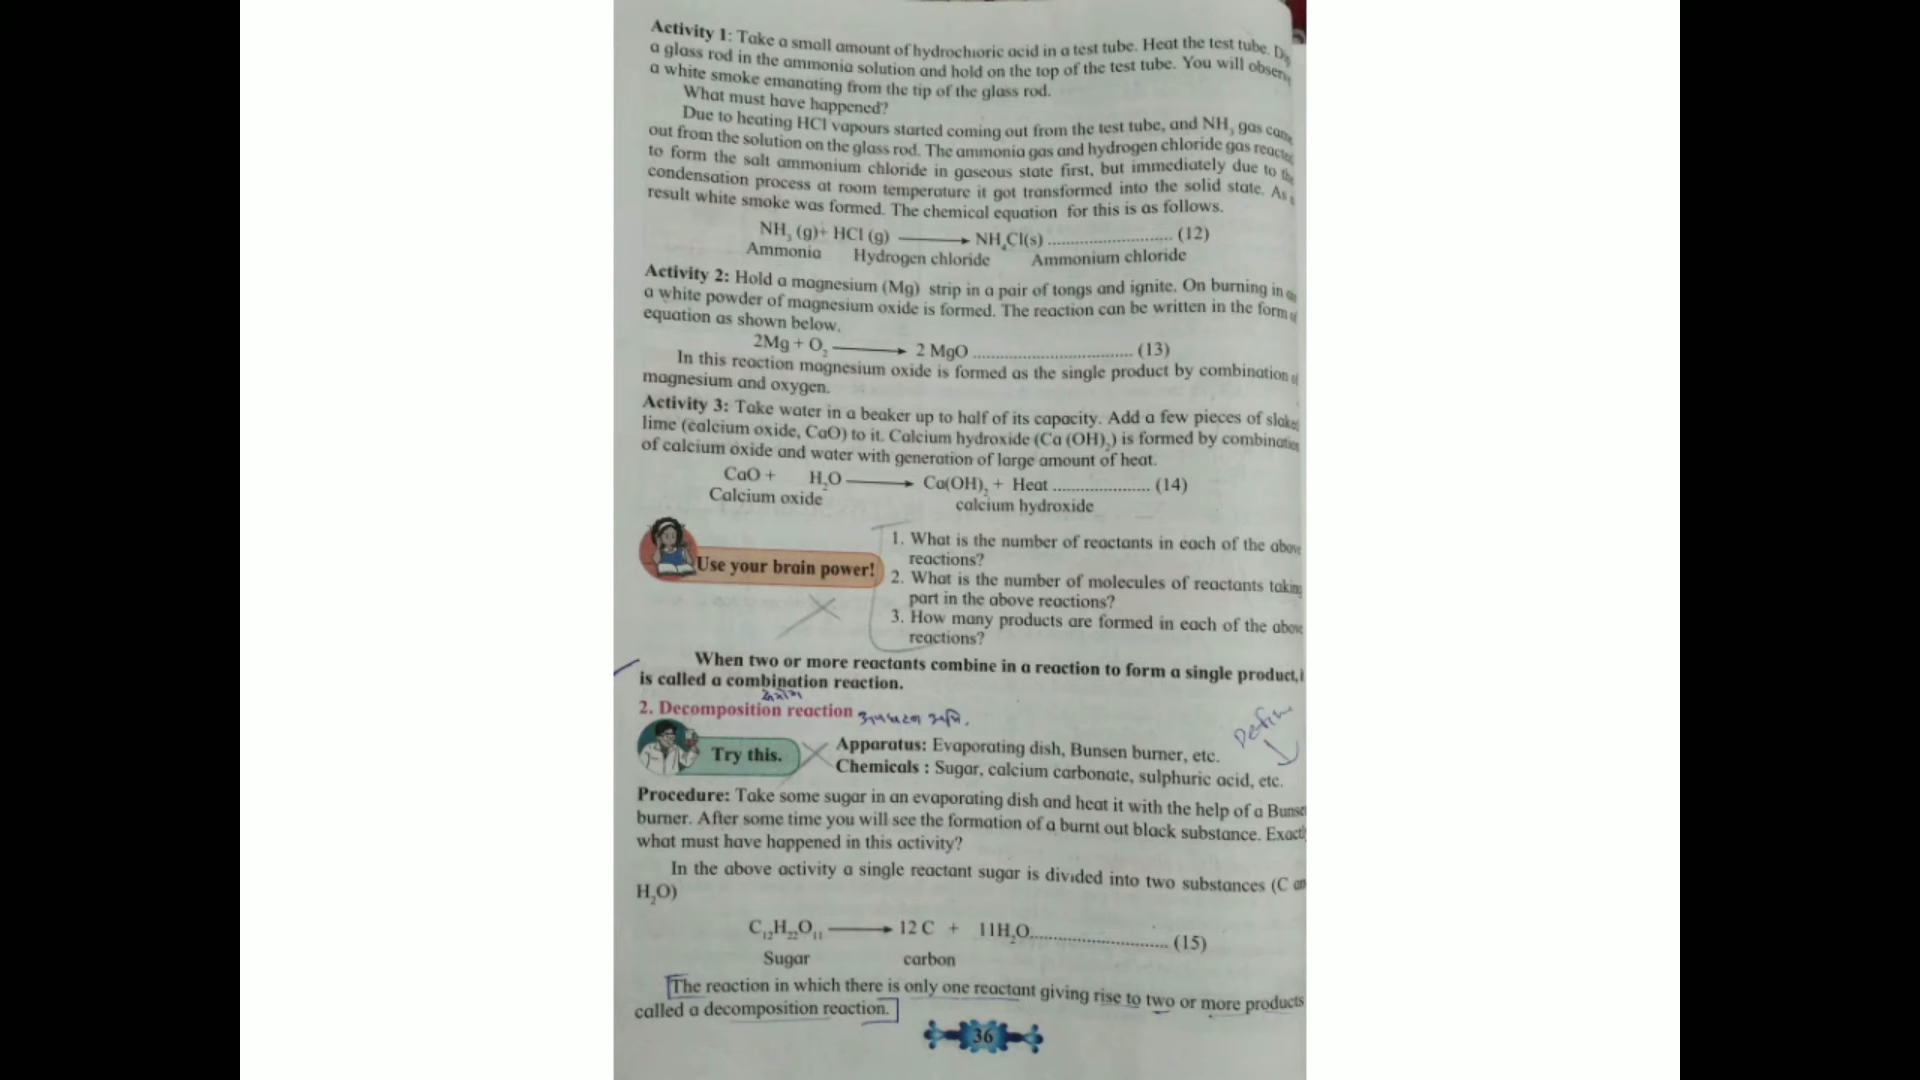 Activity 1: Take a small amount of hydrochloric acid in a test tube. Heat the test tube.
a glass rod in the ammonia solution and hold on the top of the test tube. You will
a white smoke emanating from the tip of the glass rod.
What must have happened?
Due to heating HCl vapours started coming out from the test tube, and NH₃ gas
out from the solution on the glass rod. The ammonia gas and hydrogen chloride gas
to form the salt ammonium chloride in gaseous state first, but immediately due to
condensation process at room temperature it got transformed into the solid state. As
result white smoke was formed. The chemical equation for this is as follows.
NH₃ (g)+ HCl (g) ⟶ NH₄Cl(s) ............................ (12)
Ammonia Hydrogen chloride Ammonium chloride
Activity 2: Hold a magnesium (Mg) strip in a pair of tongs and ignite. On burning in
a white powder of magnesium oxide is formed. The reaction can be written in the form
equation as shown below.
2Mg + O₂ ⟶ 2 MgO .................................... (13)
In this reaction magnesium oxide is formed as the single product by combination
magnesium and oxygen.
Activity 3: Take water in a beaker up to half of its capacity. Add a few pieces of
lime (calcium oxide, CaO) to it. Calcium hydroxide (Ca (OH)₂) is formed by
of calcium oxide and water with generation of large amount of heat.
CaO + H₂O ⟶ Ca(OH)₂ + Heat ...................... (14)
Calcium oxide calcium hydroxide
Use your brain power!
1. What is the number of reactants in each of the
reactions?
2. What is the number of molecules of reactants
part in the above reactions?
3. How many products are formed in each of the
reactions?
When two or more reactants combine in a reaction to form a single product,
is called a combination reaction.
2. Decomposition reaction
Define
Try this.
Apparatus: Evaporating dish, Bunsen burner, etc.
Chemicals : Sugar, calcium carbonate, sulphuric acid, etc.
Procedure: Take some sugar in an evaporating dish and heat it with the help of a
burner. After some time you will see the formation of a burnt out black substance.
what must have happened in this activity?
In the above activity a single reactant sugar is divided into two substances (C
H₂O)
C₁₂H₂₂O₁₁ ⟶ 12 C + 11H₂O............................... (15)
Sugar carbon
The reaction in which there is only one reactant giving rise to two or more products
called a decomposition reaction.
36